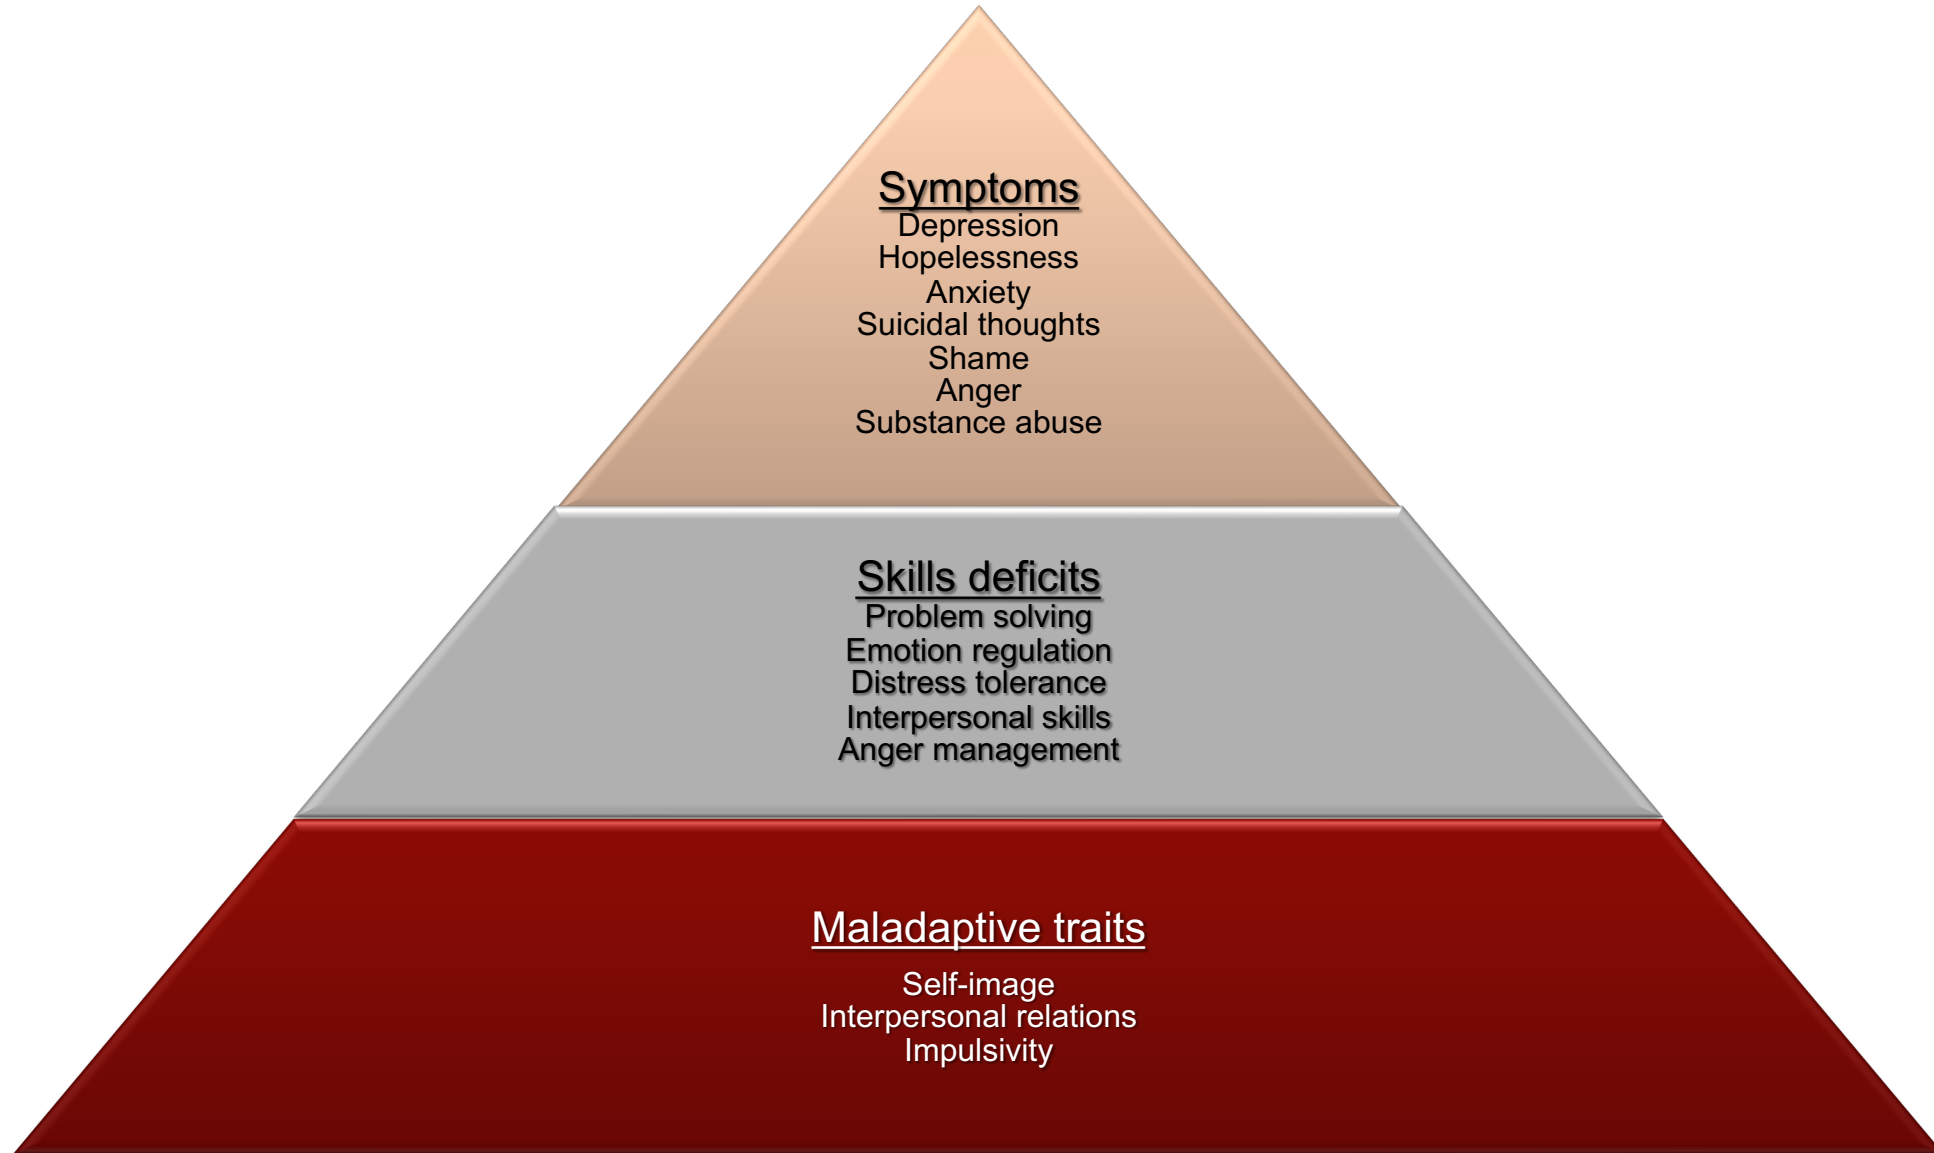 Symptoms
Depression
Hopelessness
Anxiety
Suicidal thoughts
Shame
Anger
Substance abuse
Skills deficits
Problem solving
Emotion regulation
Distress tolerance
Interpersonal skills
Anger management
Maladaptive traits
Self-image
Interpersonal relations
Impulsivity